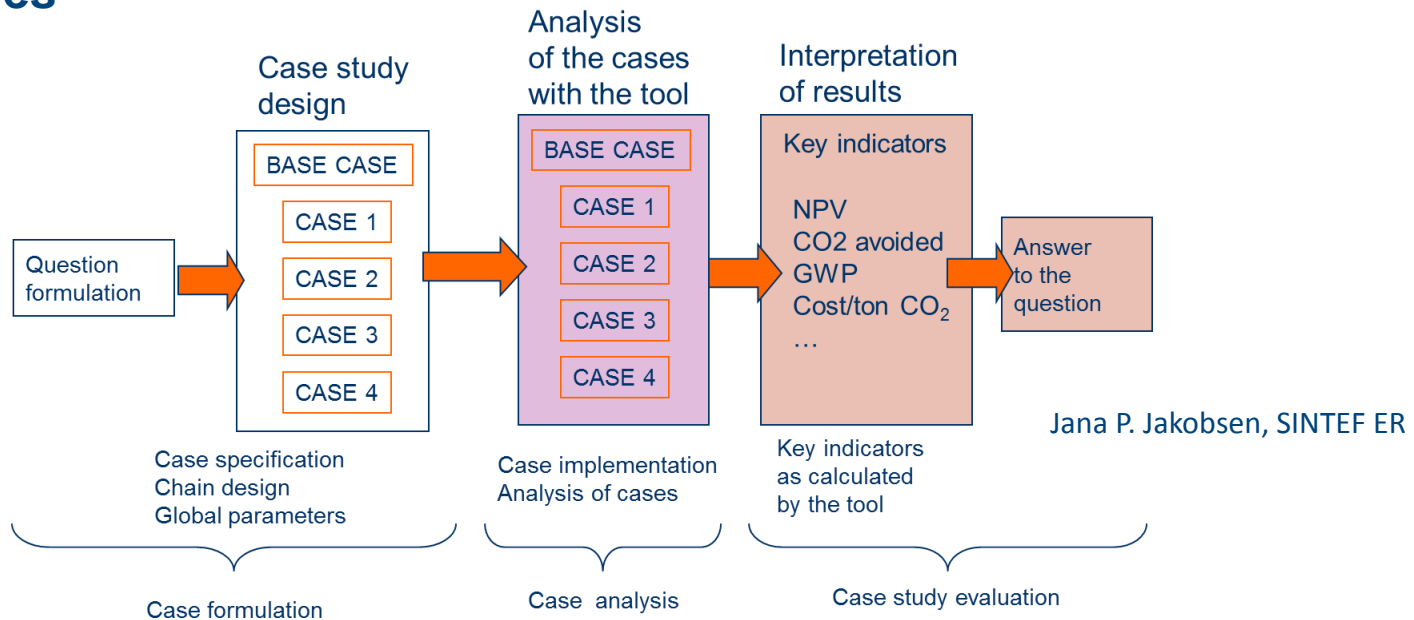 Case study
design
BASE CASE
CASE 1
CASE 2
CASE 3
CASE 4
Analysis
of the cases
with the tool
BASE CASE
CASE 1
CASE 2
CASE 3
CASE 4
Interpretation
of results
Key indicators
NPV
CO2 avoided
GWP
Cost/ton CO₂
…
Question
formulation
Answer
to the
question
Jana P. Jakobsen, SINTEF ER
Case specification
Chain design
Global parameters
Case implementation
Analysis of cases
Key indicators
as calculated
by the tool
Case formulation
Case analysis
Case study evaluation